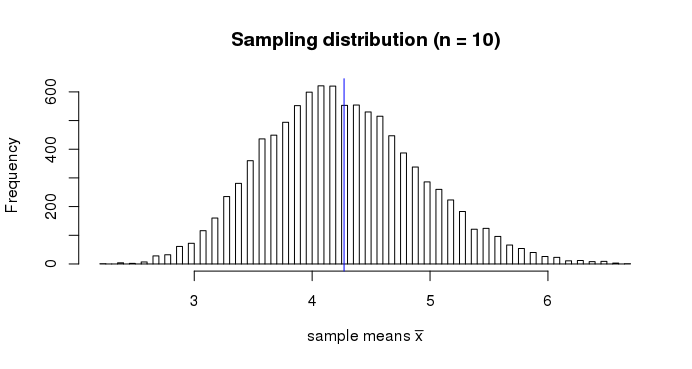 Sampling distribution (n = 10)
Frequency
600
400
200
0
3 4 5 6
sample means x̅